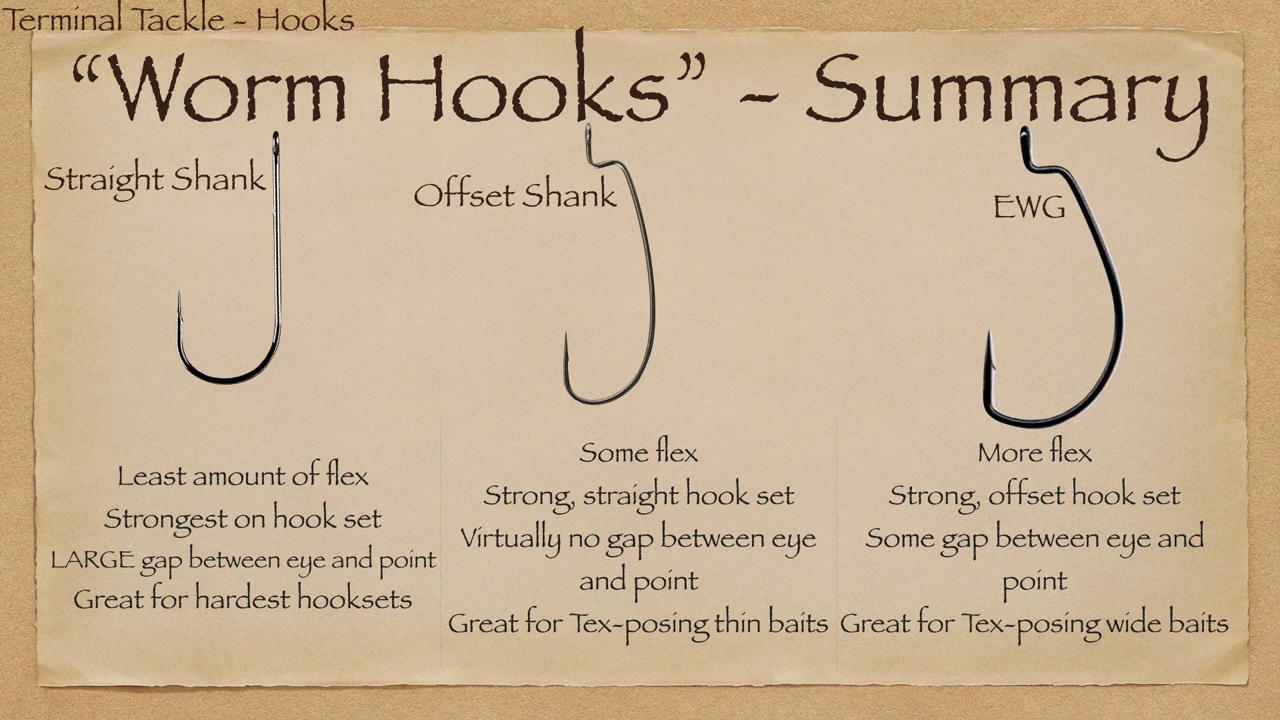 Terminal Tackle - Hooks
“Worm Hooks” - Summary
Straight Shank
Offset Shank
EWG
Least amount of flex
Strongest on hook set
LARGE gap between eye and point
Great for hardest hooksets
Some flex
Strong, straight hook set
Virtually no gap between eye
and point
Great for Tex-posing thin baits
More flex
Strong, offset hook set
Some gap between eye and
point
Great for Tex-posing wide baits